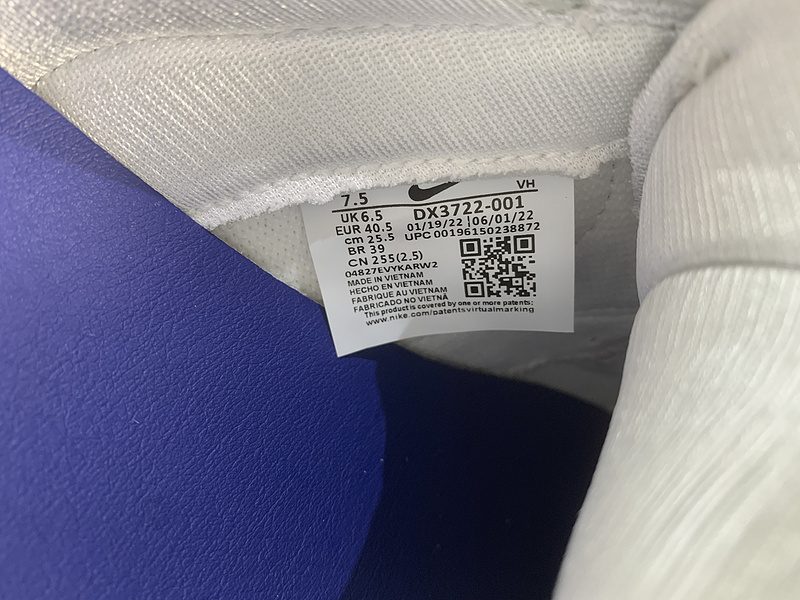 7.5 VH
UK 6.5 DX3722-001
EUR 40.5 01/19/22 06/01/22
cm 25.5 UPC 00196150238872
BR 39
CN 255(2.5)
04827EVYKARW2
MADE IN VIETNAM
HECHO EN VIETNAM
FABRIQUE AU VIETNAM
FABRICADO NO VIETNÃ
This product is covered by one or more patents:
www.nike.com/patentsvirtualmarking